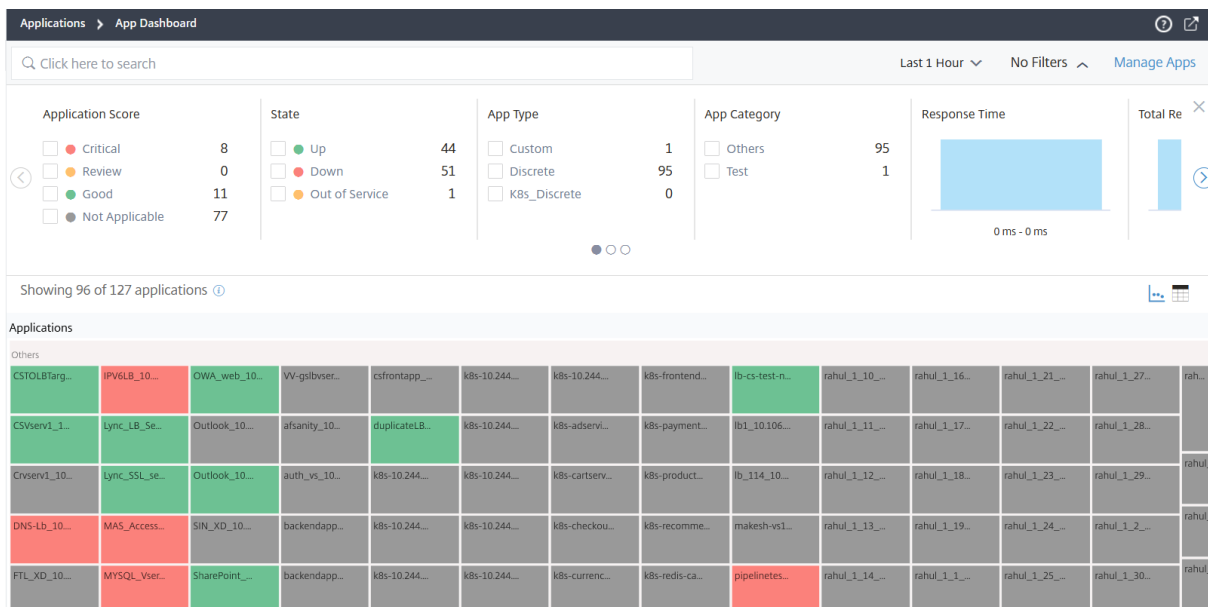 Applications > App Dashboard
Click here to search
Last 1 Hour
No Filters
Manage Apps
Application Score
Critical 8
Review 0
Good 11
Not Applicable 77
State
Up 44
Down 51
Out of Service 1
App Type
Custom 1
Discrete 95
K8s_Discrete 0
App Category
Others 95
Test 1
Response Time
0 ms - 0 ms
Total Re
Showing 96 of 127 applications
Applications
Others
CSTOLBTarg... IPV6LB_10.... OWA_web_10... VV-gslbvser... csfrontapp_... k8s-10.244.... k8s-10.244.... k8s-frontend... lb-cs-test-n... rahul_1_10_... rahul_1_16... rahul_1_21_... rahul_1_27... rah...
CSVserv1_1... Lync_LB_Se... Outlook_10.... afsanity_10... duplicateLB... k8s-10.244.... k8s-adservi... k8s-payment... lb1_10.106.... rahul_1_11_... rahul_1_17... rahul_1_22_... rahul_1_28...
Crvserv1_10... Lync_SSL_se... Outlook_10.... auth_vs_10... k8s-10.244.... k8s-10.244.... k8s-cartserv... k8s-product... lb_114_10... rahul_1_12_... rahul_1_18... rahul_1_23_... rahul_1_29... rahul_
DNS-Lb_10.... MAS_Access... SIN_XD_10... backendapp... k8s-10.244.... k8s-10.244.... k8s-checkou... k8s-recomme... makesh-vs1... rahul_1_13_... rahul_1_19... rahul_1_24_... rahul_1_2_... rahul_
FTL_XD_10.... MYSQL_Vser... SharePoint_... backendapp... k8s-10.244.... k8s-10.244.... k8s-currenc... k8s-redis-ca... pipelinetes... rahul_1_14_... rahul_1_1_... rahul_1_25_... rahul_1_30... rahul_